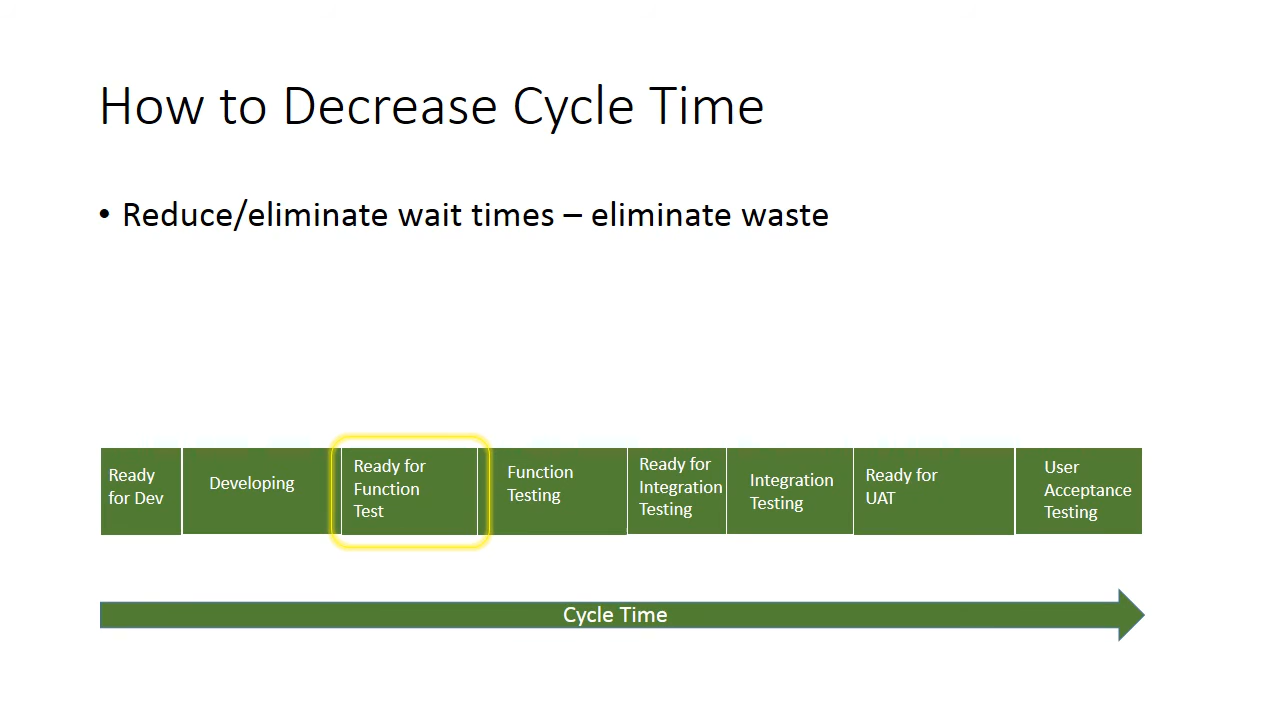 How to Decrease Cycle Time
• Reduce/eliminate wait times – eliminate waste
Ready
for Dev
Developing
Ready for
Function
Test
Function
Testing
Ready for
Integration
Testing
Integration
Testing
Ready for
UAT
User
Acceptance
Testing
Cycle Time